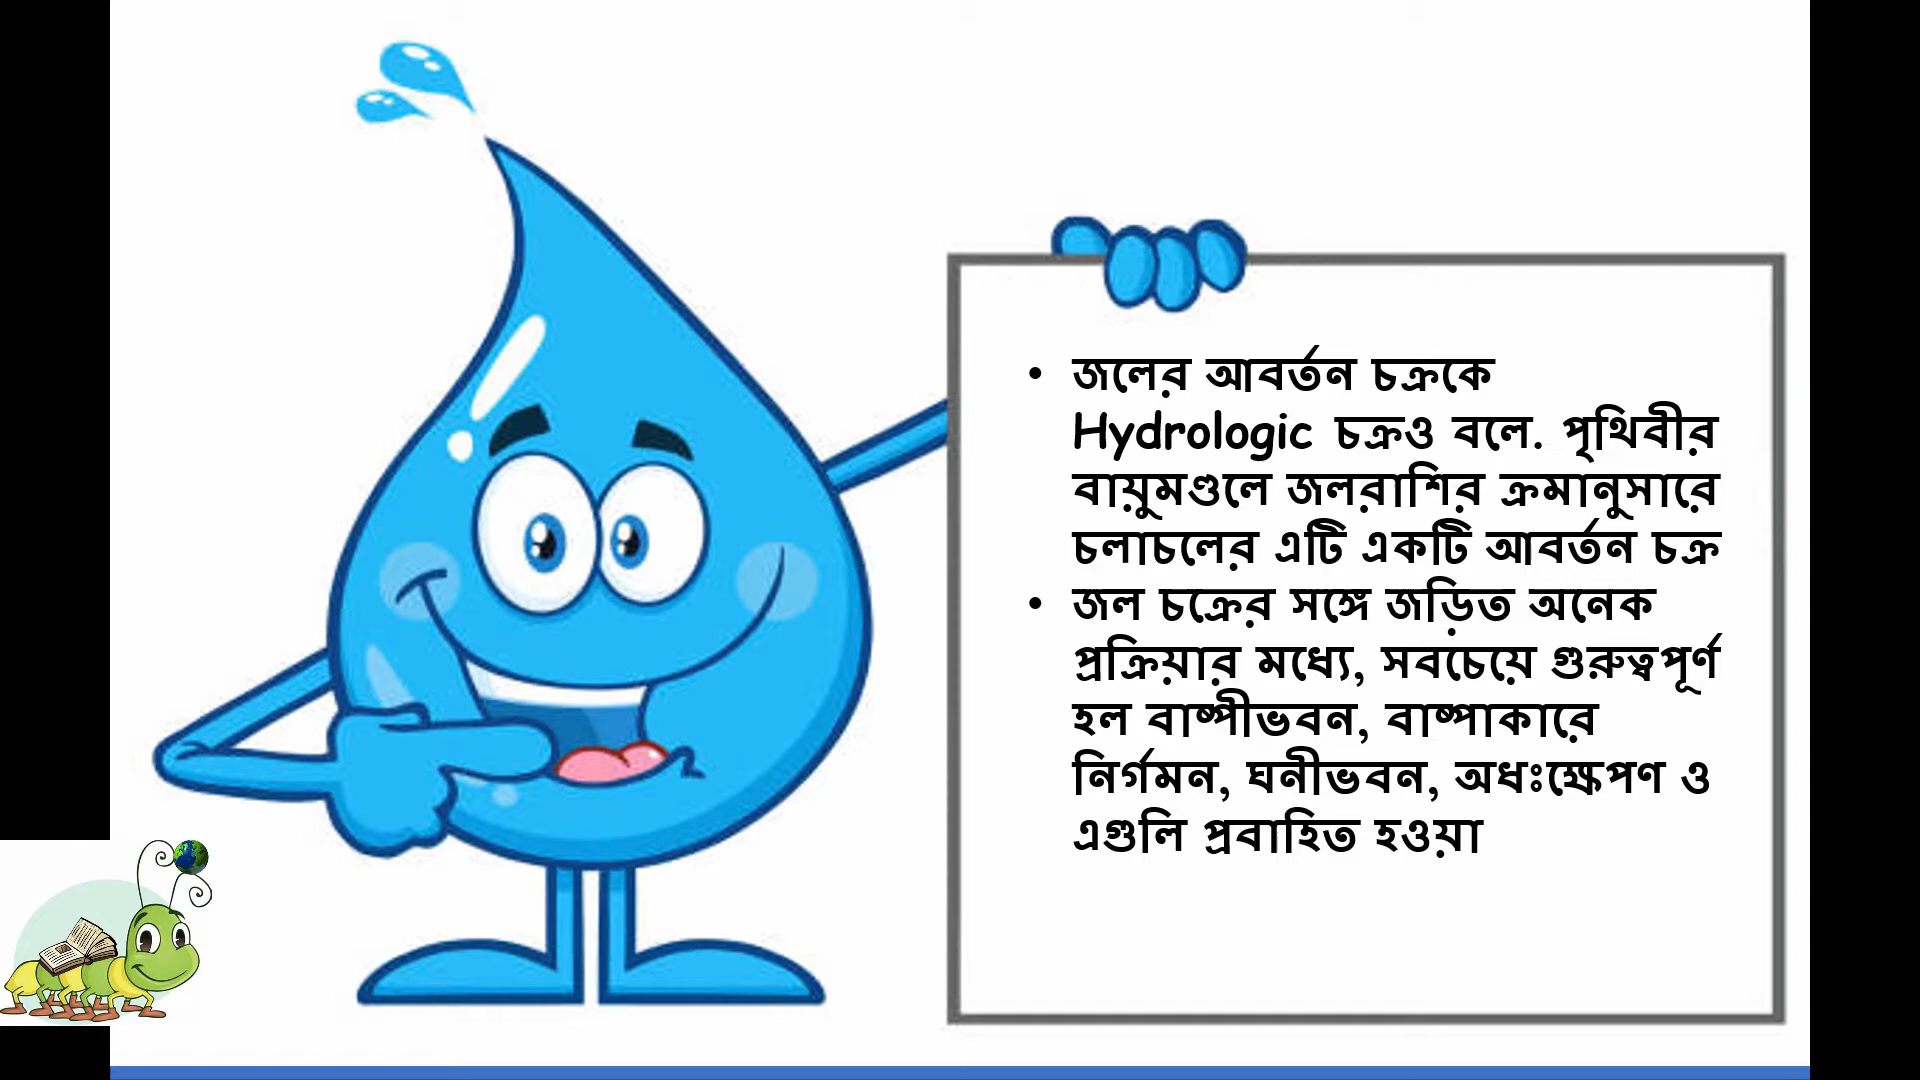 • জলের আবর্তন চক্রকে
Hydrologic চক্রও বলে. পৃথিবীর
বায়ুমণ্ডলে জলরাশির ক্রমানুসারে
চলাচলের এটি একটি আবর্তন চক্র
• জল চক্রের সঙ্গে জড়িত অনেক
প্রক্রিয়ার মধ্যে, সবচেয়ে গুরুত্বপূর্ণ
হল বাষ্পীভবন, বাষ্পাকারে
নির্গমন, ঘনীভবন, অধঃক্ষেপণ ও
এগুলি প্রবাহিত হওয়া